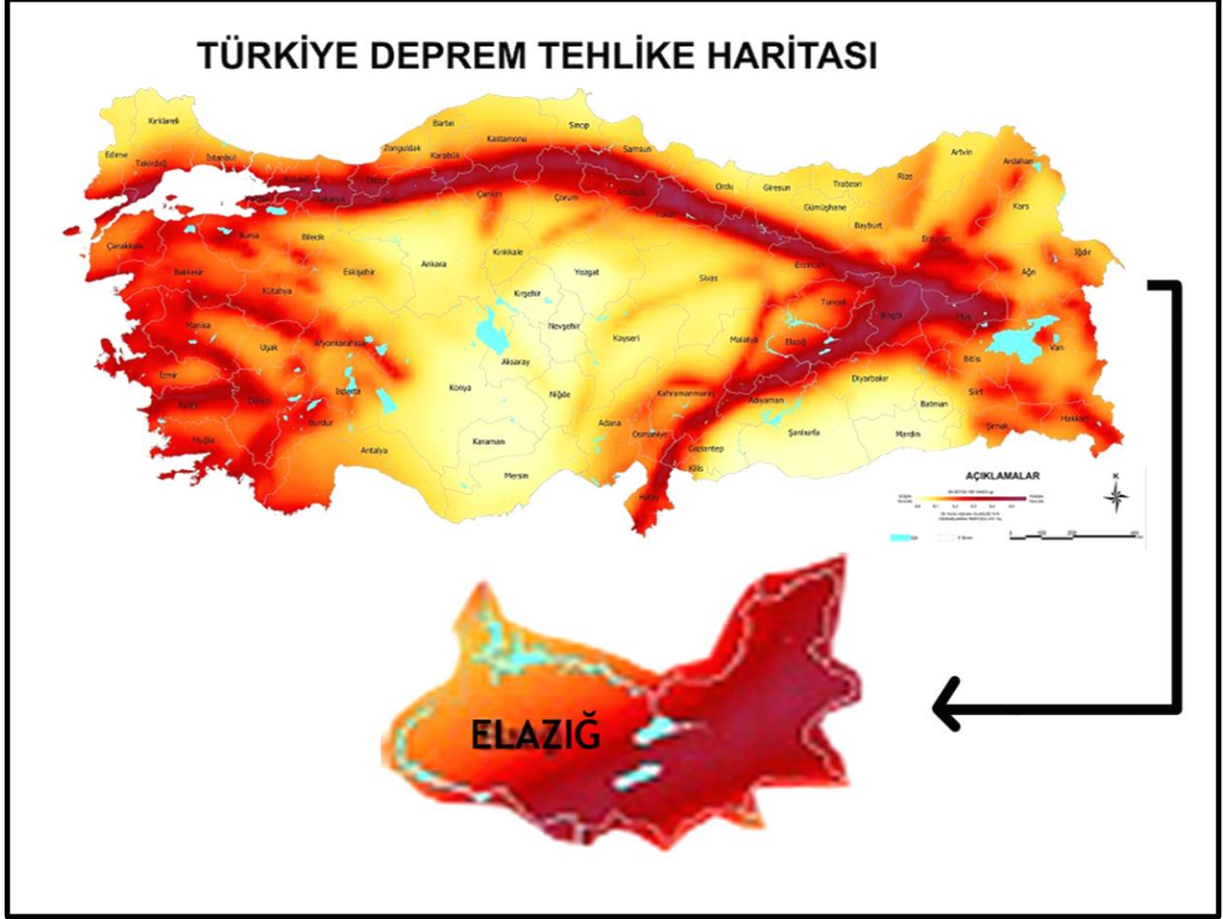 TÜRKİYE DEPREM TEHLİKE HARİTASI
Kırklareli
Edirne
Tekirdağ
İstanbul
Zonguldak
Bartın
Karabük
Kastamonu
Sinop
Samsun
Ordu
Giresun
Trabzon
Rize
Artvin
Ardahan
Kars
Gümüşhane
Bayburt
Çankırı
Çorum
Tokat
Çanakkale
Bursa
Bilecik
Eskişehir
Ankara
Kırıkkale
Yozgat
Sivas
Erzincan
Erzurum
Ağrı
Iğdır
Balıkesir
Kütahya
Kırşehir
Tunceli
Bingöl
Muş
Manisa
Uşak
Afyonkarahisar
Nevşehir
Kayseri
Malatya
Elazığ
Bitlis
Van
İzmir
Aksaray
Konya
Niğde
Kahramanmaraş
Adıyaman
Diyarbakır
Batman
Siirt
Aydın
Denizli
Isparta
Burdur
Muğla
Antalya
Karaman
Mersin
Adana
Osmaniye
Gaziantep
Kilis
Şanlıurfa
Mardin
Şırnak
Hakkari
Hatay
AÇIKLAMALAR
K
ELAZIĞ